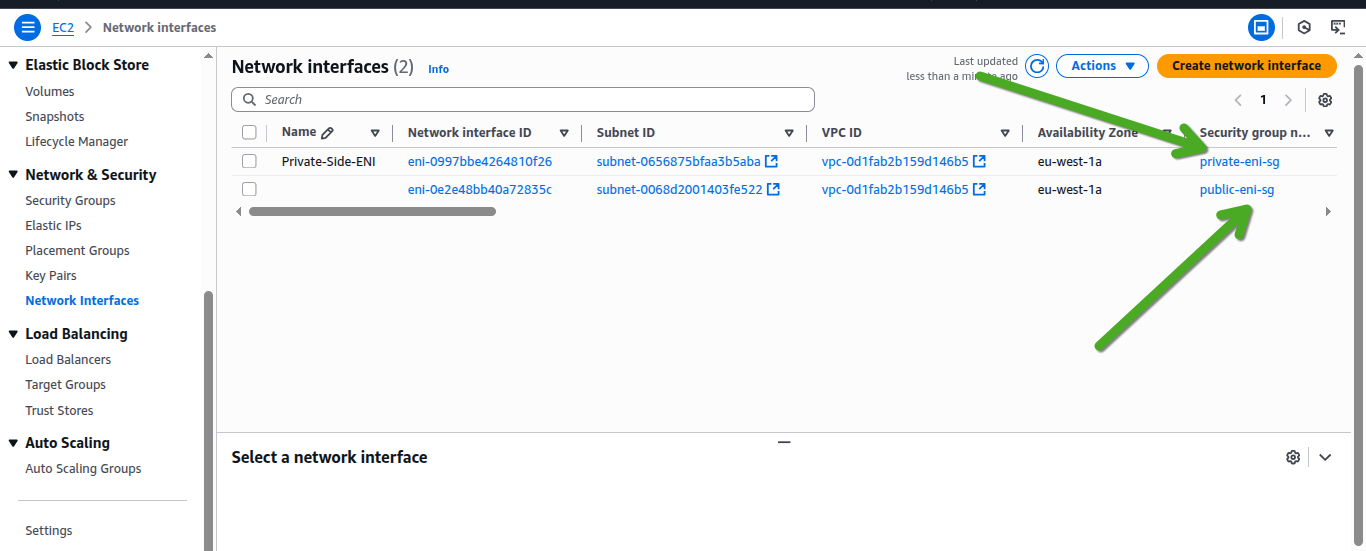 EC2 > Network interfaces
Elastic Block Store
Volumes
Snapshots
Lifecycle Manager
Network & Security
Security Groups
Elastic IPs
Placement Groups
Key Pairs
Network Interfaces
Load Balancing
Load Balancers
Target Groups
Trust Stores
Auto Scaling
Auto Scaling Groups
Settings
Network interfaces (2) Info
Last updated
less than a minute ago
Actions
Create network interface
Search
1
Name Network interface ID Subnet ID VPC ID Availability Zone Security group n...
Private-Side-ENI eni-0997bbe4264810f26 subnet-0656875bfaa3b5aba vpc-0d1fab2b159d146b5 eu-west-1a private-eni-sg
eni-0e2e48bb40a72835c subnet-0068d2001403fe522 vpc-0d1fab2b159d146b5 eu-west-1a public-eni-sg
Select a network interface